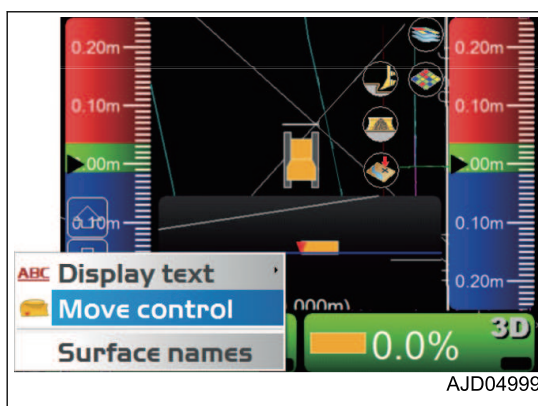 0.20m
0.20m
0.10m
0.10m
.00m
.00m
0.10m
0.10m
0.20m
ABC Display text
Move control
Surface names
.000m)
0.0%
3D
AJD04999